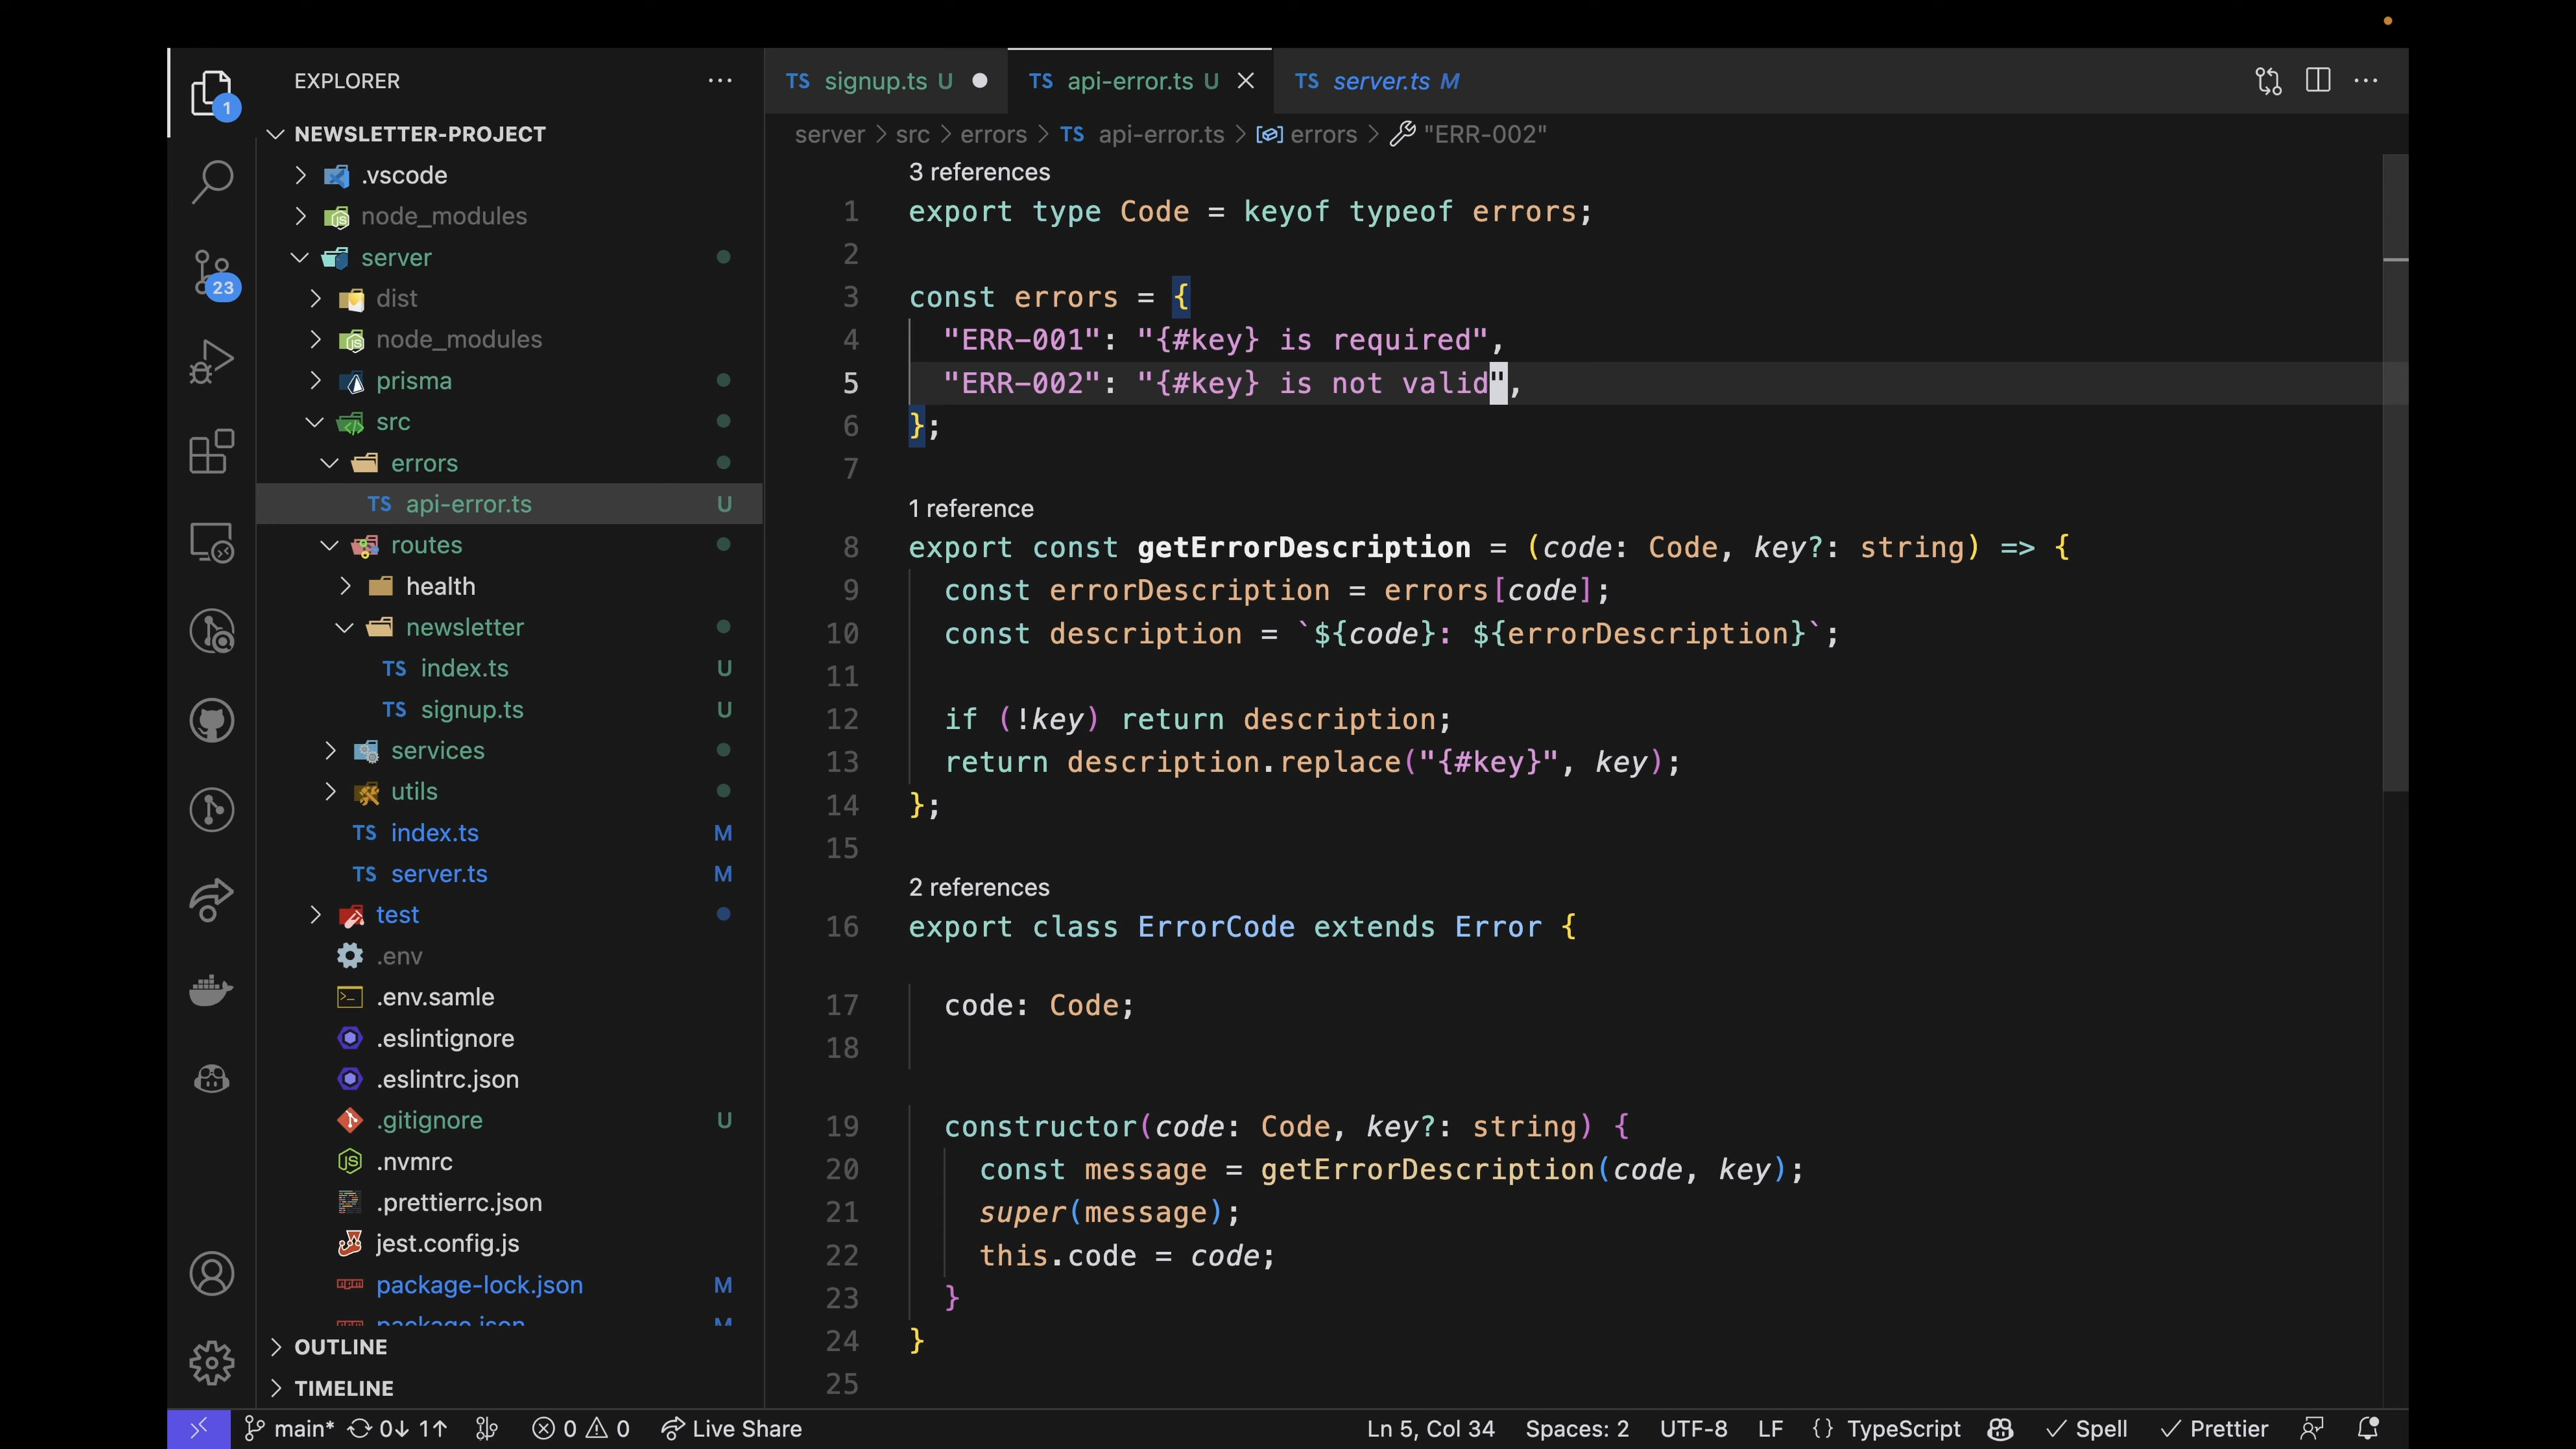 EXPLORER
1
NEWSLETTER-PROJECT
.vscode
node_modules
server
dist
node_modules
prisma
src
errors
TS api-error.ts U
routes
health
newsletter
TS index.ts U
TS signup.ts U
services
utils
TS index.ts M
TS server.ts M
test
.env
.env.samle
.eslintignore
.eslintrc.json
.gitignore U
.nvmrc
.prettierrc.json
jest.config.js
package-lock.json M
package.json M
OUTLINE
TIMELINE
23
TS signup.ts U
TS api-error.ts U
TS server.ts M
server > src > errors > TS api-error.ts > errors > "ERR-002"
3 references
1 export type Code = keyof typeof errors;
2
3 const errors = {
4 "ERR-001": "{#key} is required",
5 "ERR-002": "{#key} is not valid",
6 };
7
1 reference
8 export const getErrorDescription = (code: Code, key?: string) => {
9 const errorDescription = errors[code];
10 const description = `${code}: ${errorDescription}`;
11
12 if (!key) return description;
13 return description.replace("{#key}", key);
14 };
15
2 references
16 export class ErrorCode extends Error {
17 code: Code;
18
19 constructor(code: Code, key?: string) {
20 const message = getErrorDescription(code, key);
21 super(message);
22 this.code = code;
23 }
24 }
25
main* 0↓ 1↑ 0 0 Live Share Ln 5, Col 34 Spaces: 2 UTF-8 LF {} TypeScript Spell Prettier